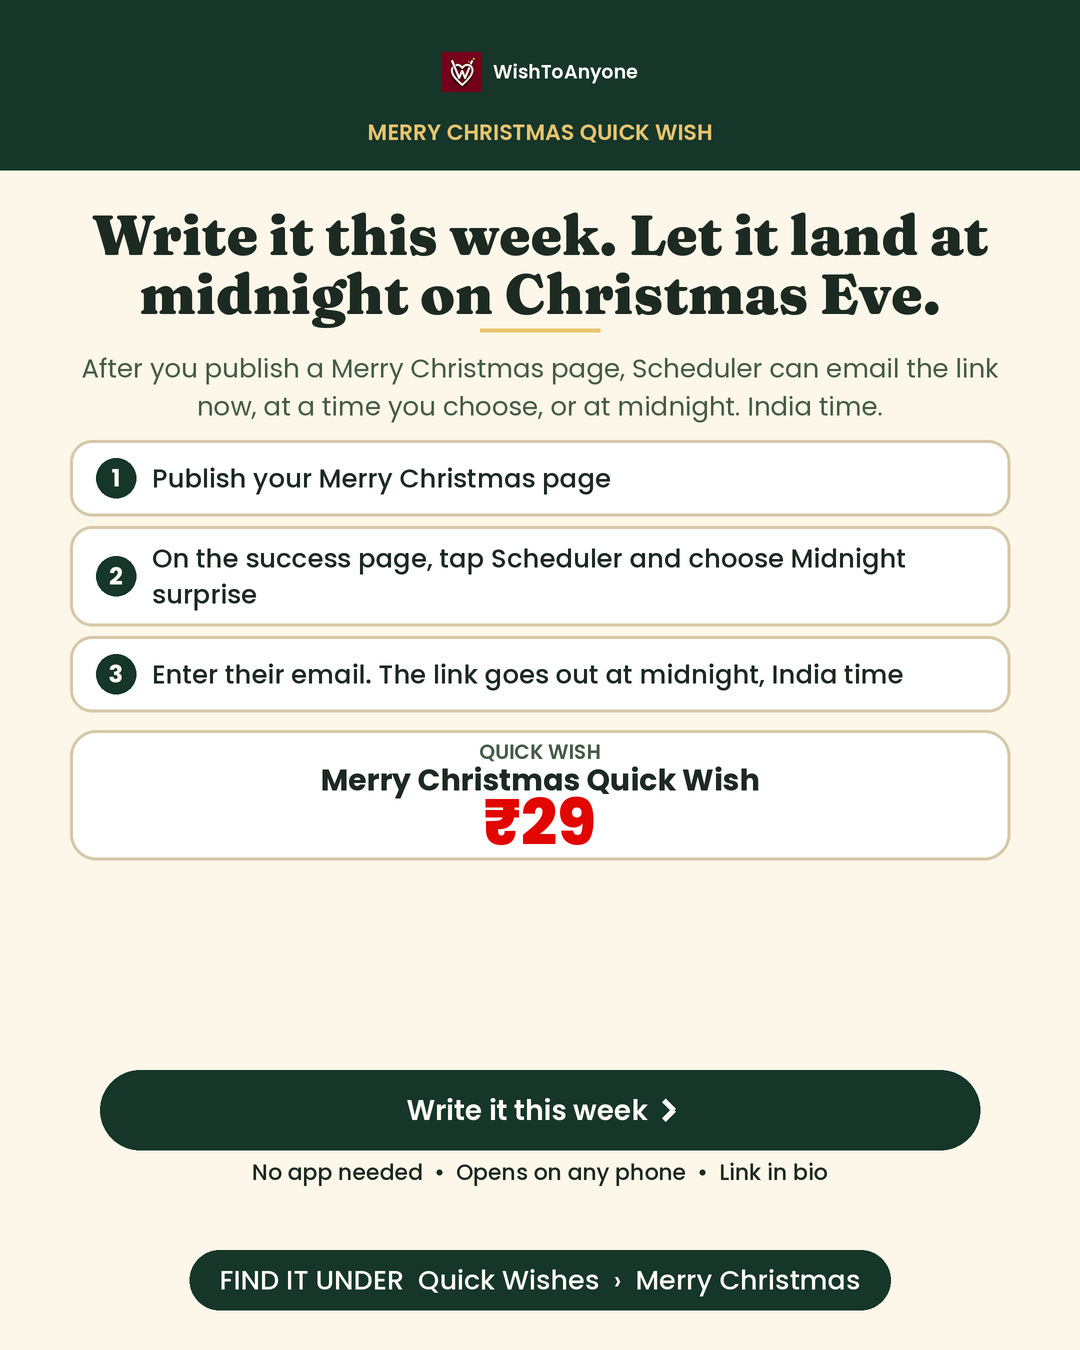 WishToAnyone
MERRY CHRISTMAS QUICK WISH
Write it this week. Let it land at
midnight on Christmas Eve.
After you publish a Merry Christmas page, Scheduler can email the link
now, at a time you choose, or at midnight. India time.
1 Publish your Merry Christmas page
2 On the success page, tap Scheduler and choose Midnight
surprise
3 Enter their email. The link goes out at midnight, India time
QUICK WISH
Merry Christmas Quick Wish
₹29
Write it this week ›
No app needed • Opens on any phone • Link in bio
FIND IT UNDER Quick Wishes › Merry Christmas